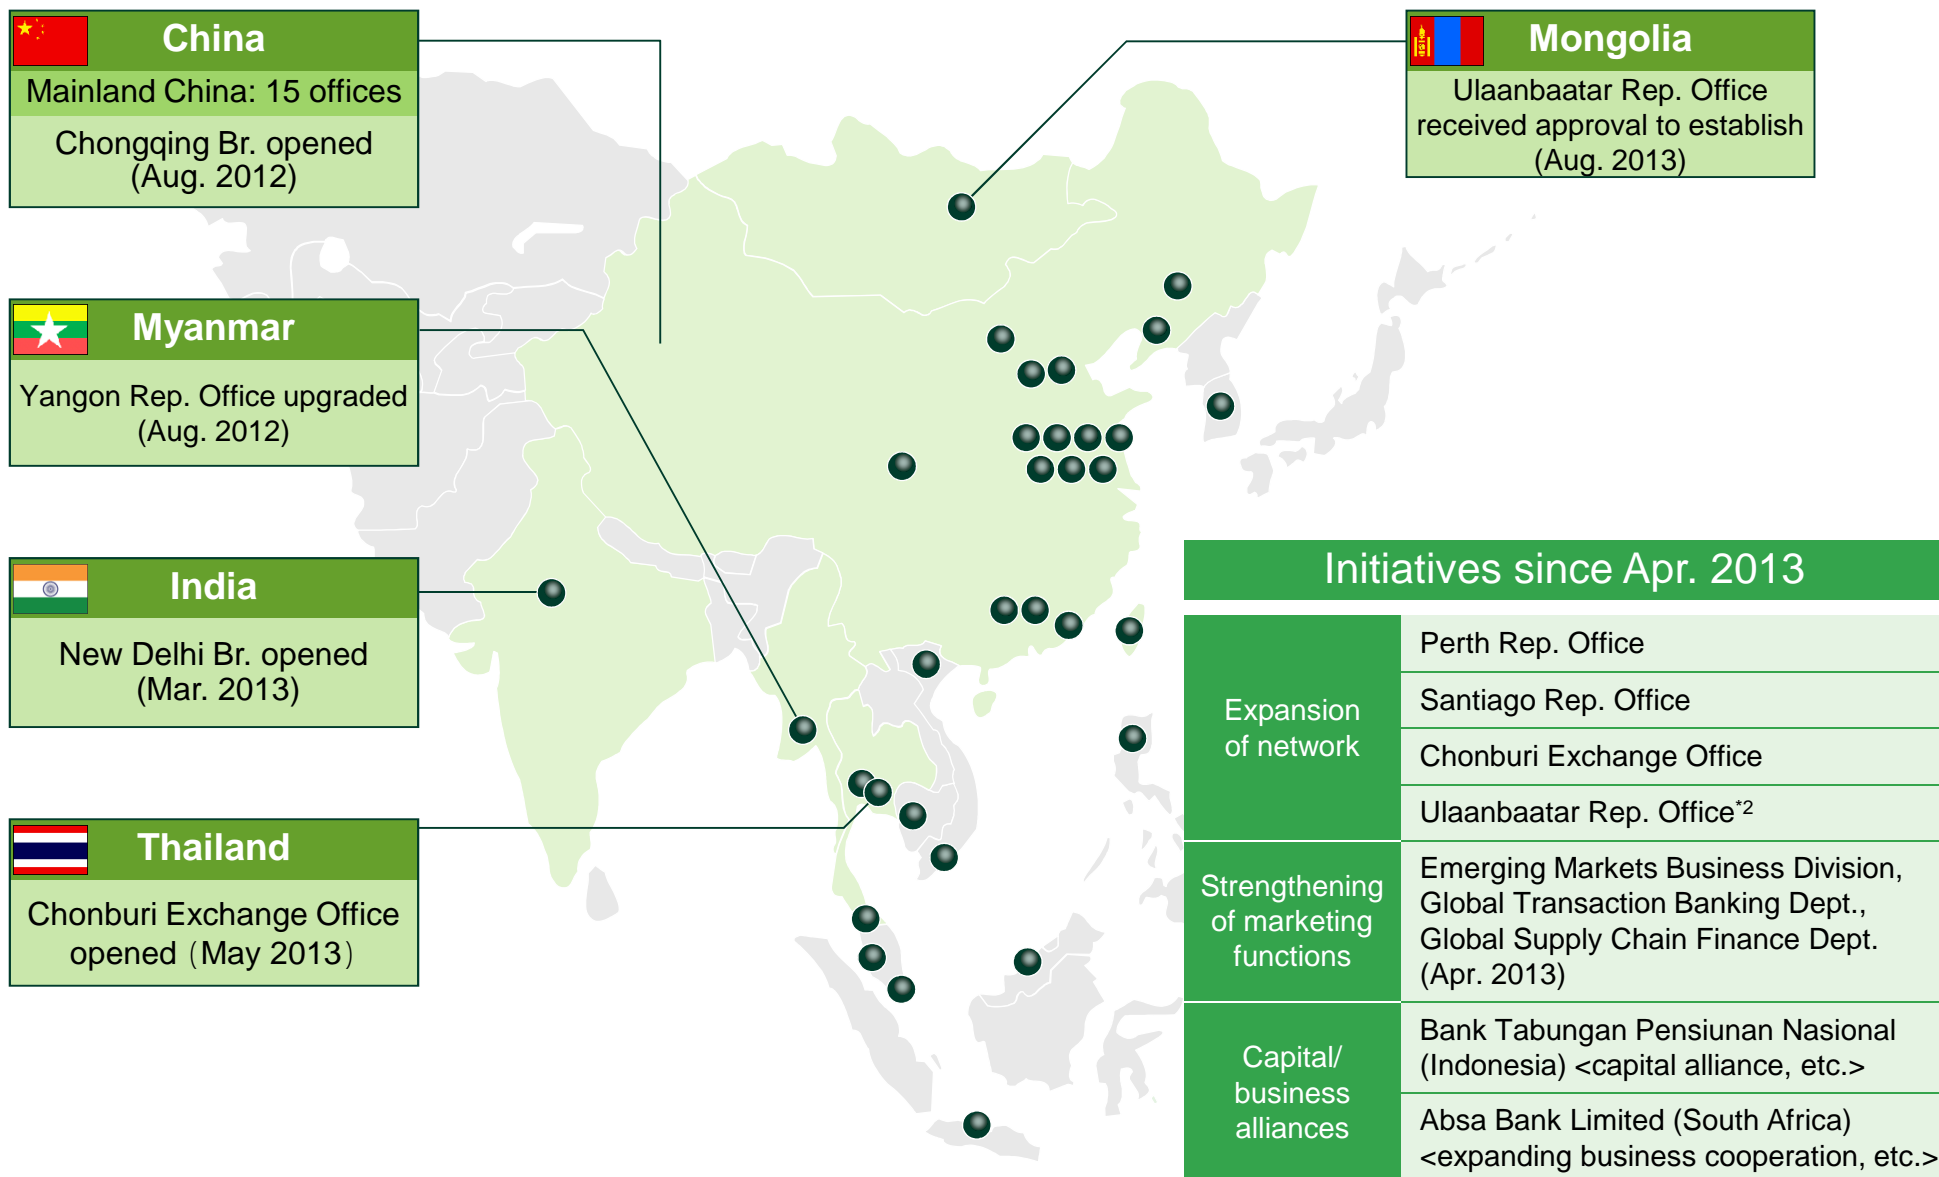 China
Mainland China: 15 offices
Chongqing Br. opened
(Aug. 2012)
Mongolia
Ulaanbaatar Rep. Office
received approval to establish
(Aug. 2013)
Myanmar
Yangon Rep. Office upgraded
(Aug. 2012)
India
New Delhi Br. opened
(Mar. 2013)
Thailand
Chonburi Exchange Office
opened (May 2013)
Initiatives since Apr. 2013
Expansion
of network
Perth Rep. Office
Santiago Rep. Office
Chonburi Exchange Office
Ulaanbaatar Rep. Office*2
Strengthening
of marketing
functions
Emerging Markets Business Division,
Global Transaction Banking Dept.,
Global Supply Chain Finance Dept.
(Apr. 2013)
Capital/
business
alliances
Bank Tabungan Pensiunan Nasional
(Indonesia) <capital alliance, etc.>
Absa Bank Limited (South Africa)
<expanding business cooperation, etc.>